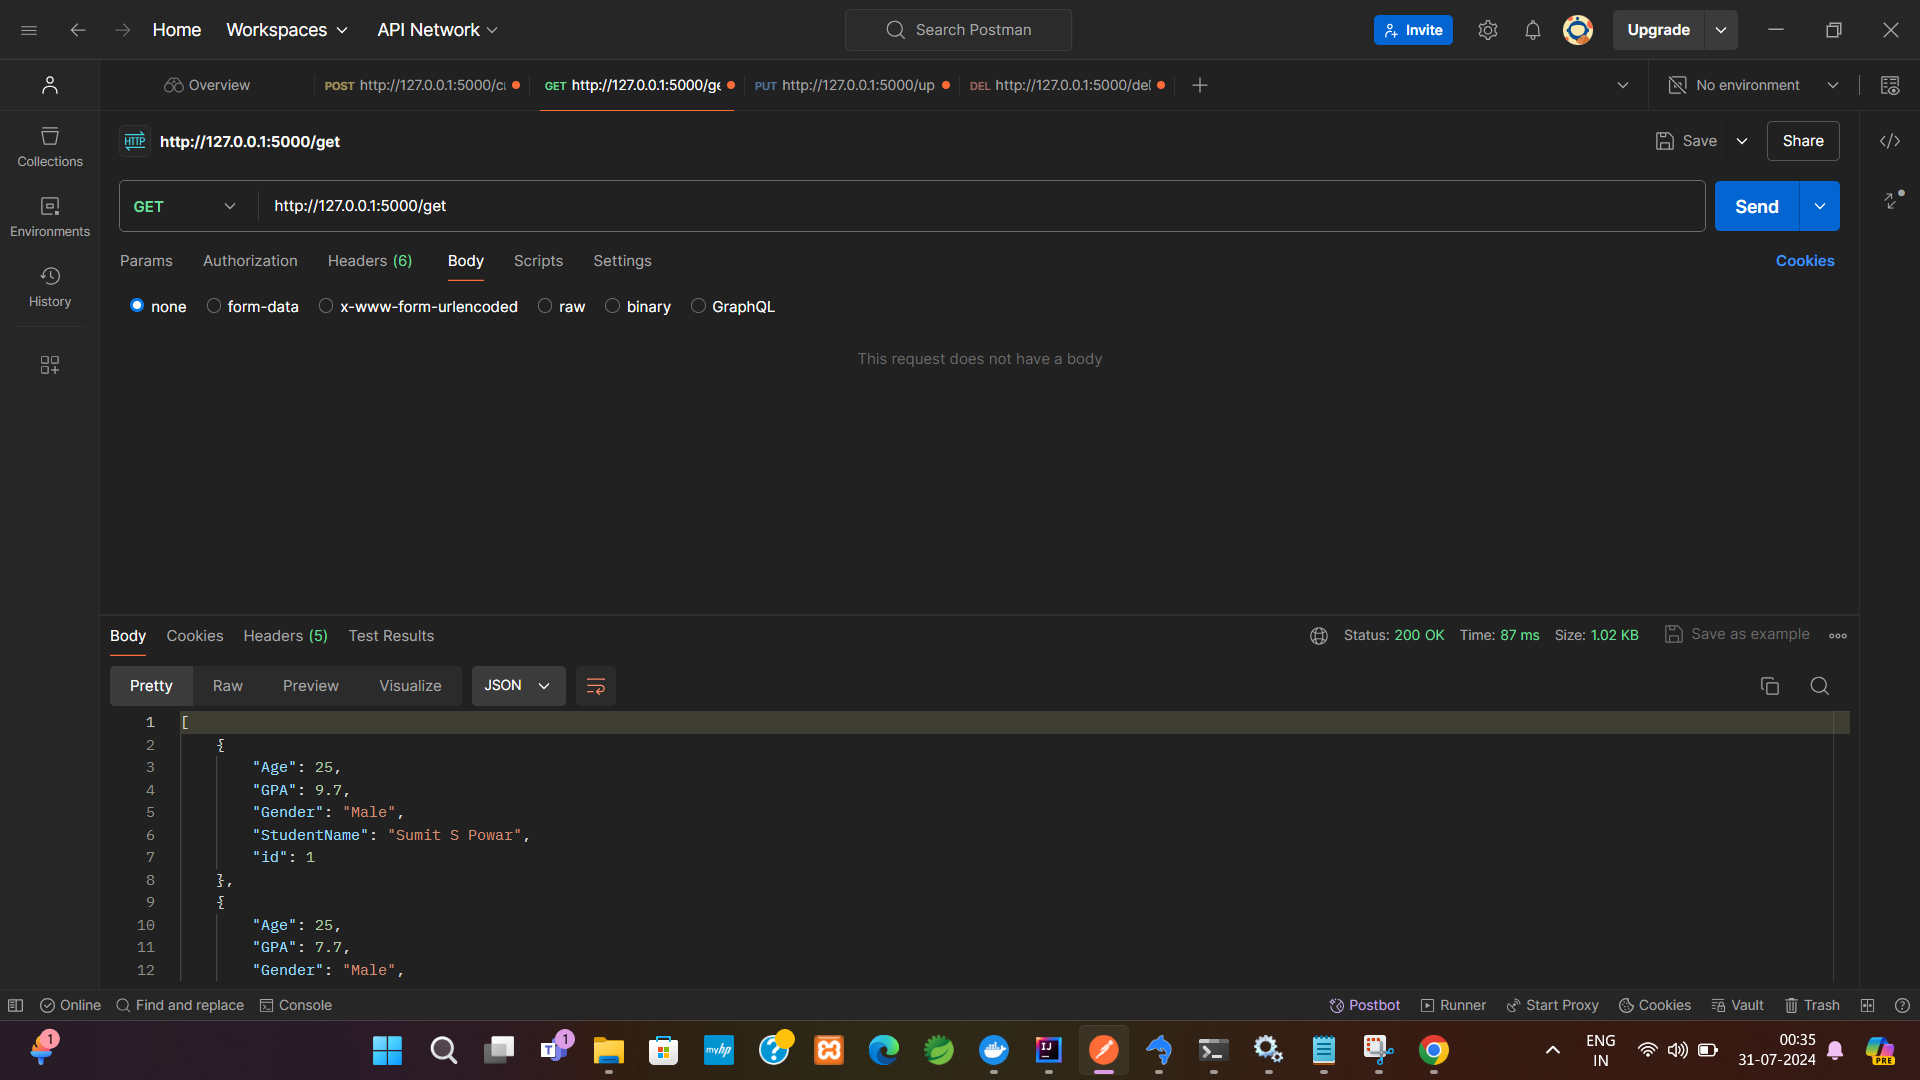 Home Workspaces API Network Search Postman Invite Upgrade
Overview POST http://127.0.0.1:5000/c GET http://127.0.0.1:5000/ge PUT http://127.0.0.1:5000/up DEL http://127.0.0.1:5000/del No environment
HTTP http://127.0.0.1:5000/get Save Share
Collections
GET http://127.0.0.1:5000/get Send
Environments
Params Authorization Headers (6) Body Scripts Settings Cookies
History
none form-data x-www-form-urlencoded raw binary GraphQL
This request does not have a body
Body Cookies Headers (5) Test Results Status: 200 OK Time: 87 ms Size: 1.02 KB Save as example
Pretty Raw Preview Visualize JSON
1 [
2 {
3 "Age": 25,
4 "GPA": 9.7,
5 "Gender": "Male",
6 "StudentName": "Sumit S Powar",
7 "id": 1
8 },
9 {
10 "Age": 25,
11 "GPA": 7.7,
12 "Gender": "Male",
Online Find and replace Console Postbot Runner Start Proxy Cookies Vault Trash
1 T 1 myhp IJ ENG 00:35 PRE
IN 31-07-2024